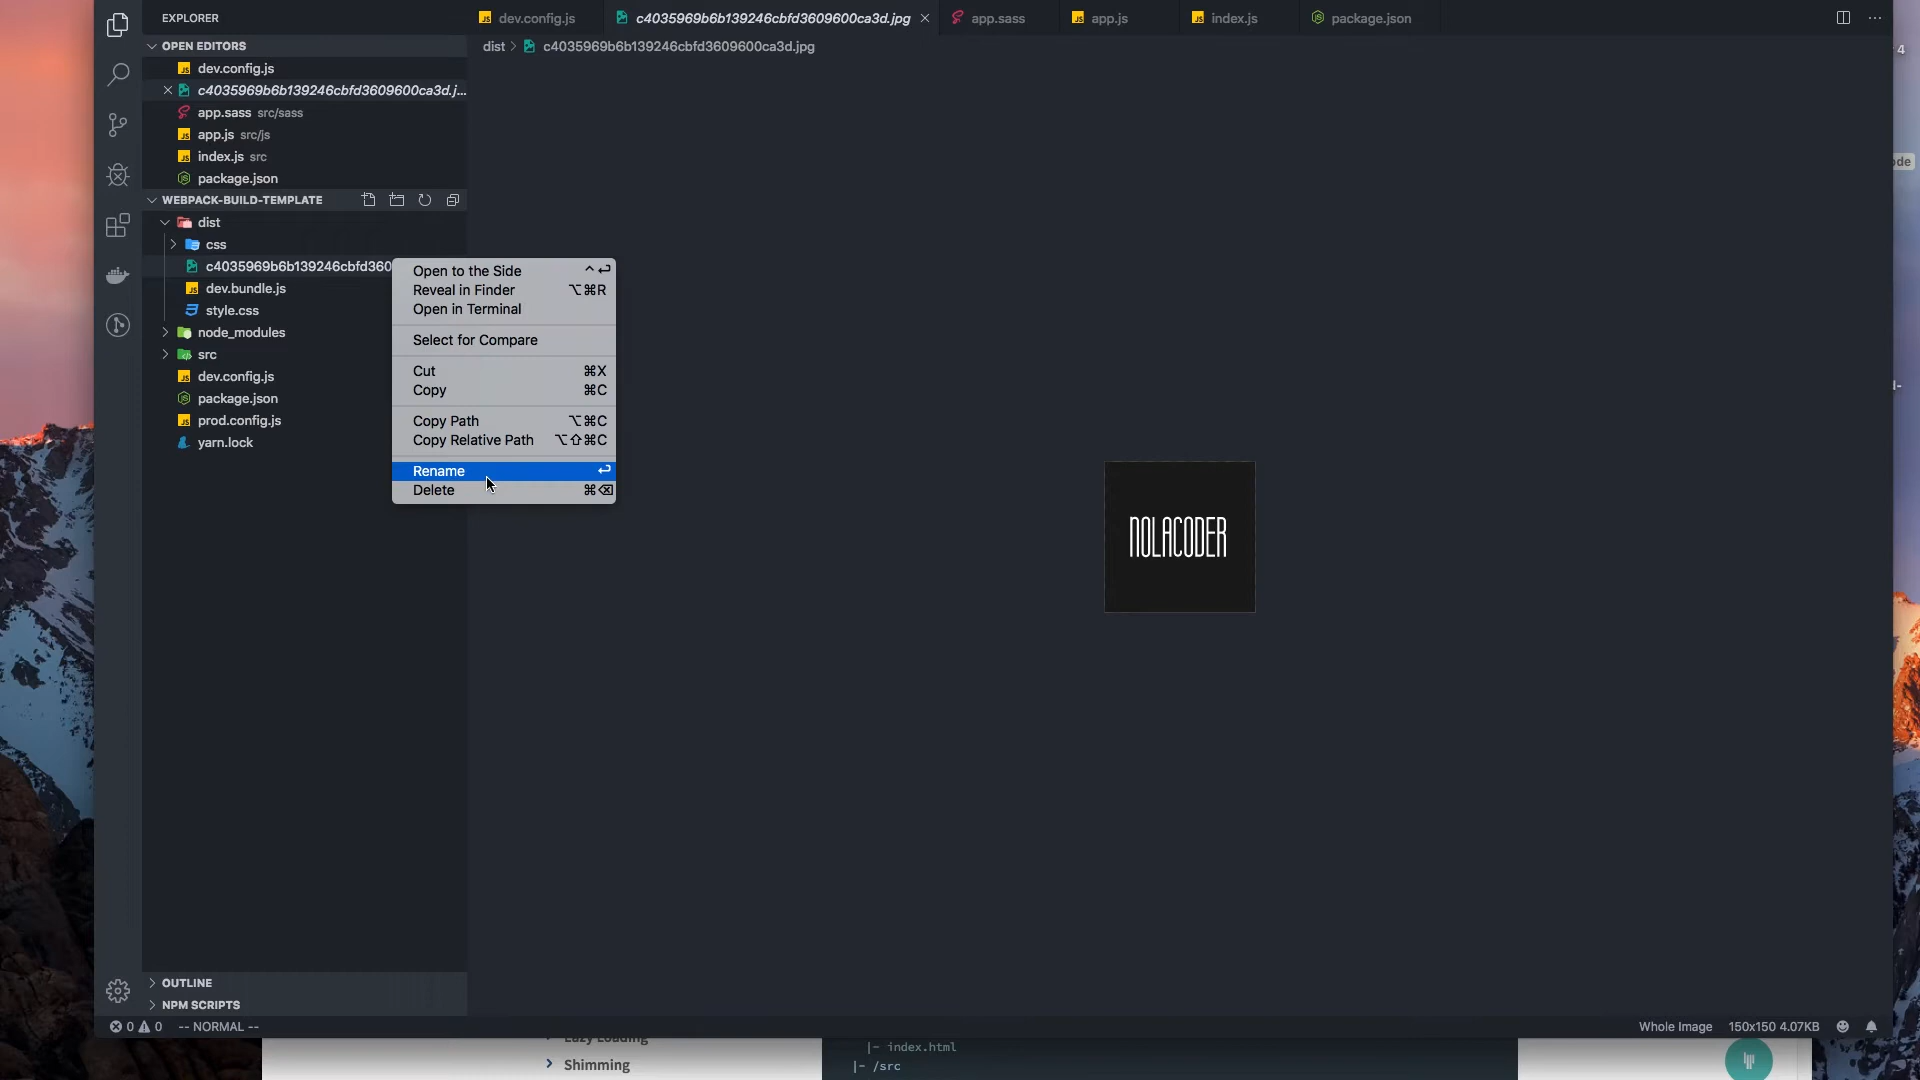 EXPLORER
OPEN EDITORS
dev.config.js
c4035969b6b139246cbfd3609600ca3d.j...
app.sass src/sass
app.js src/js
index.js src
package.json
WEBPACK-BUILD-TEMPLATE
dist
css
c4035969b6b139246cbfd360
dev.bundle.js
style.css
node_modules
src
dev.config.js
package.json
prod.config.js
yarn.lock
OUTLINE
NPM SCRIPTS
0 0 -- NORMAL --
dev.config.js c4035969b6b139246cbfd3609600ca3d.jpg app.sass app.js index.js package.json
dist > c4035969b6b139246cbfd3609600ca3d.jpg
Open to the Side ^↩
Reveal in Finder ⌥⌘R
Open in Terminal
Select for Compare
Cut ⌘X
Copy ⌘C
Copy Path ⌥⌘C
Copy Relative Path ⌥⇧⌘C
Rename ↩
Delete ⌘⌫
NOLACODER
Whole Image 150x150 4.07KB
4
ode
Lazy Loading
Shimming
|- index.html
|- /src